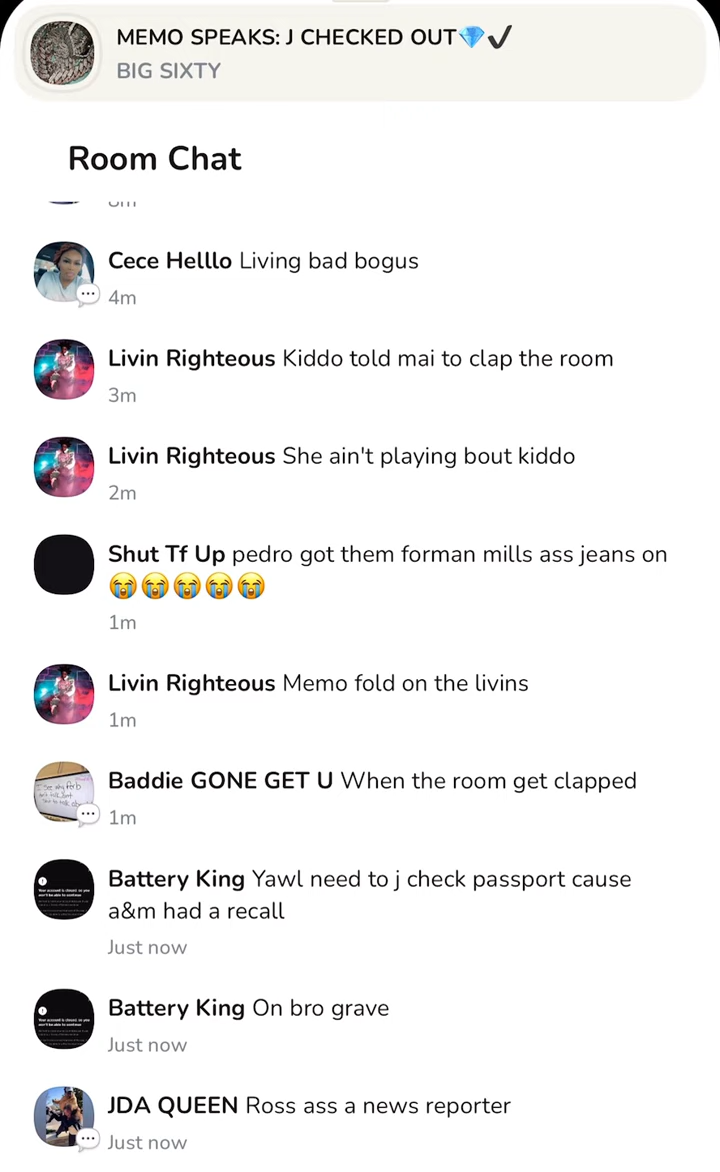 MEMO SPEAKS: J CHECKED OUT💎✔
BIG SIXTY
Room Chat
8m
Cece Helllo Living bad bogus
4m
Livin Righteous Kiddo told mai to clap the room
3m
Livin Righteous She ain't playing bout kiddo
2m
Shut Tf Up pedro got them forman mills ass jeans on
😭😭😭😭😭
1m
Livin Righteous Memo fold on the livins
1m
Baddie GONE GET U When the room get clapped
1m
Battery King Yawl need to j check passport cause
a&m had a recall
Just now
Battery King On bro grave
Just now
JDA QUEEN Ross ass a news reporter
Just now